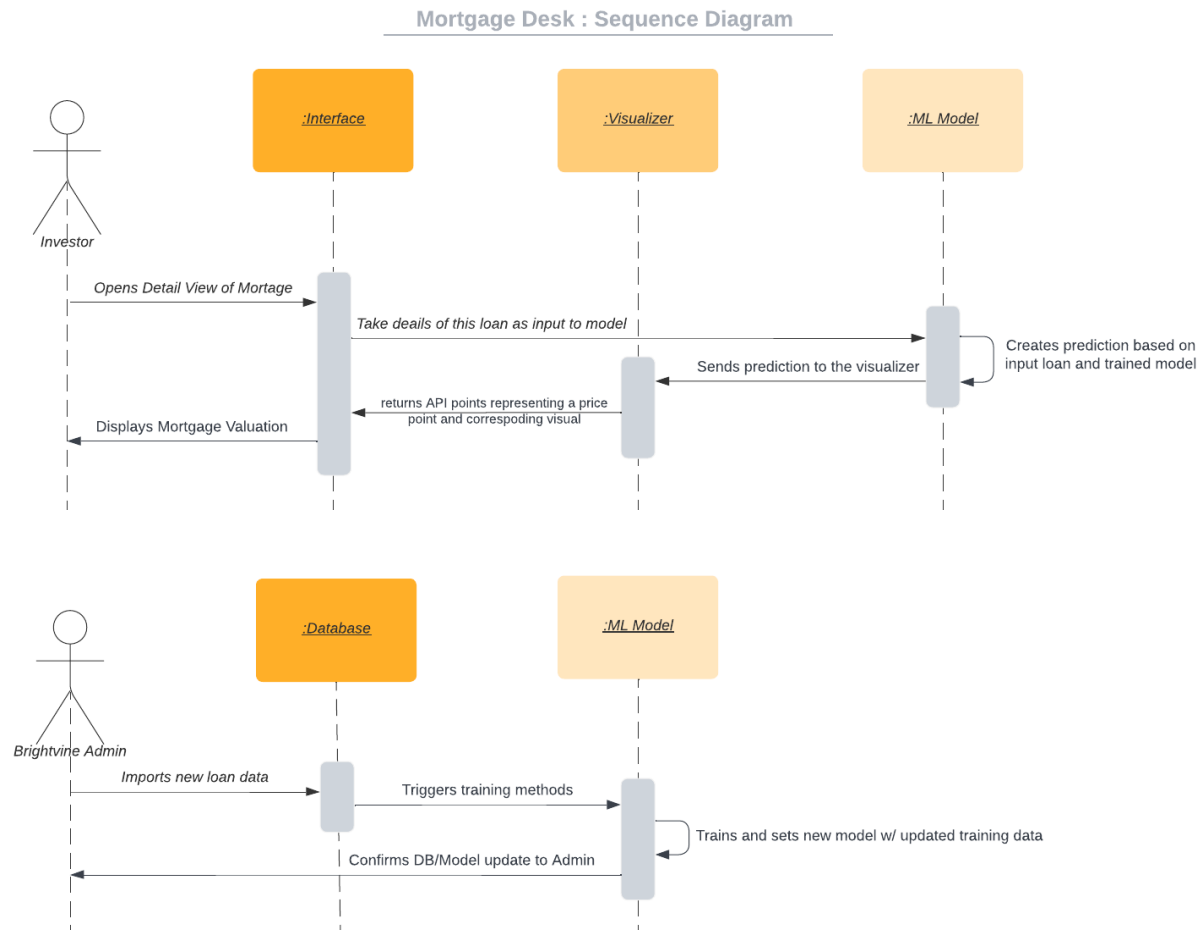 Mortgage Desk : Sequence Diagram
:Interface
:Visualizer
:ML Model
Investor
Opens Detail View of Mortage
Take deails of this loan as input to model
Creates prediction based on
input loan and trained model
Sends prediction to the visualizer
returns API points representing a price
point and correspoding visual
Displays Mortgage Valuation
:Database
:ML Model
Brightvine Admin
Imports new loan data
Triggers training methods
Trains and sets new model w/ updated training data
Confirms DB/Model update to Admin